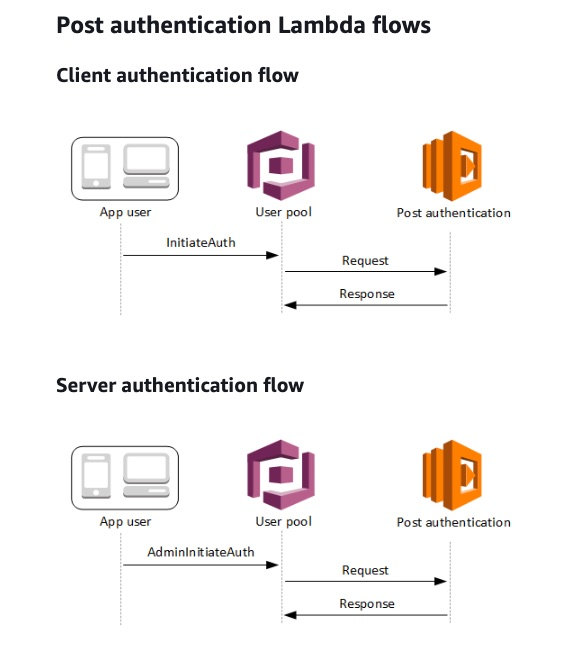 Post authentication Lambda flows
Client authentication flow
App user
User pool
Post authentication
InitiateAuth
Request
Response
Server authentication flow
App user
User pool
Post authentication
AdminInitiateAuth
Request
Response